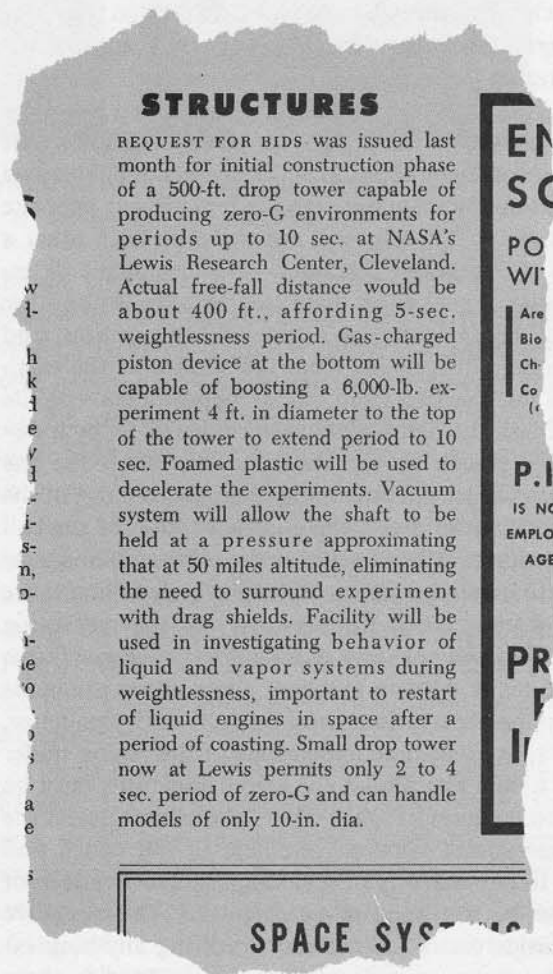 STRUCTURES
REQUEST FOR BIDS was issued last
month for initial construction phase
of a 500-ft. drop tower capable of
producing zero-G environments for
periods up to 10 sec. at NASA's
Lewis Research Center, Cleveland.
Actual free-fall distance would be
about 400 ft., affording 5-sec.
weightlessness period. Gas-charged
piston device at the bottom will be
capable of boosting a 6,000-lb. ex-
periment 4 ft. in diameter to the top
of the tower to extend period to 10
sec. Foamed plastic will be used to
decelerate the experiments. Vacuum
system will allow the shaft to be
held at a pressure approximating
that at 50 miles altitude, eliminating
the need to surround experiment
with drag shields. Facility will be
used in investigating behavior of
liquid and vapor systems during
weightlessness, important to restart
of liquid engines in space after a
period of coasting. Small drop tower
now at Lewis permits only 2 to 4
sec. period of zero-G and can handle
models of only 10-in. dia.
EN
SC
PO
WI
Are
Bio
Ch
Co
P.
IS NO
EMPLO
AGE
PR
SPACE